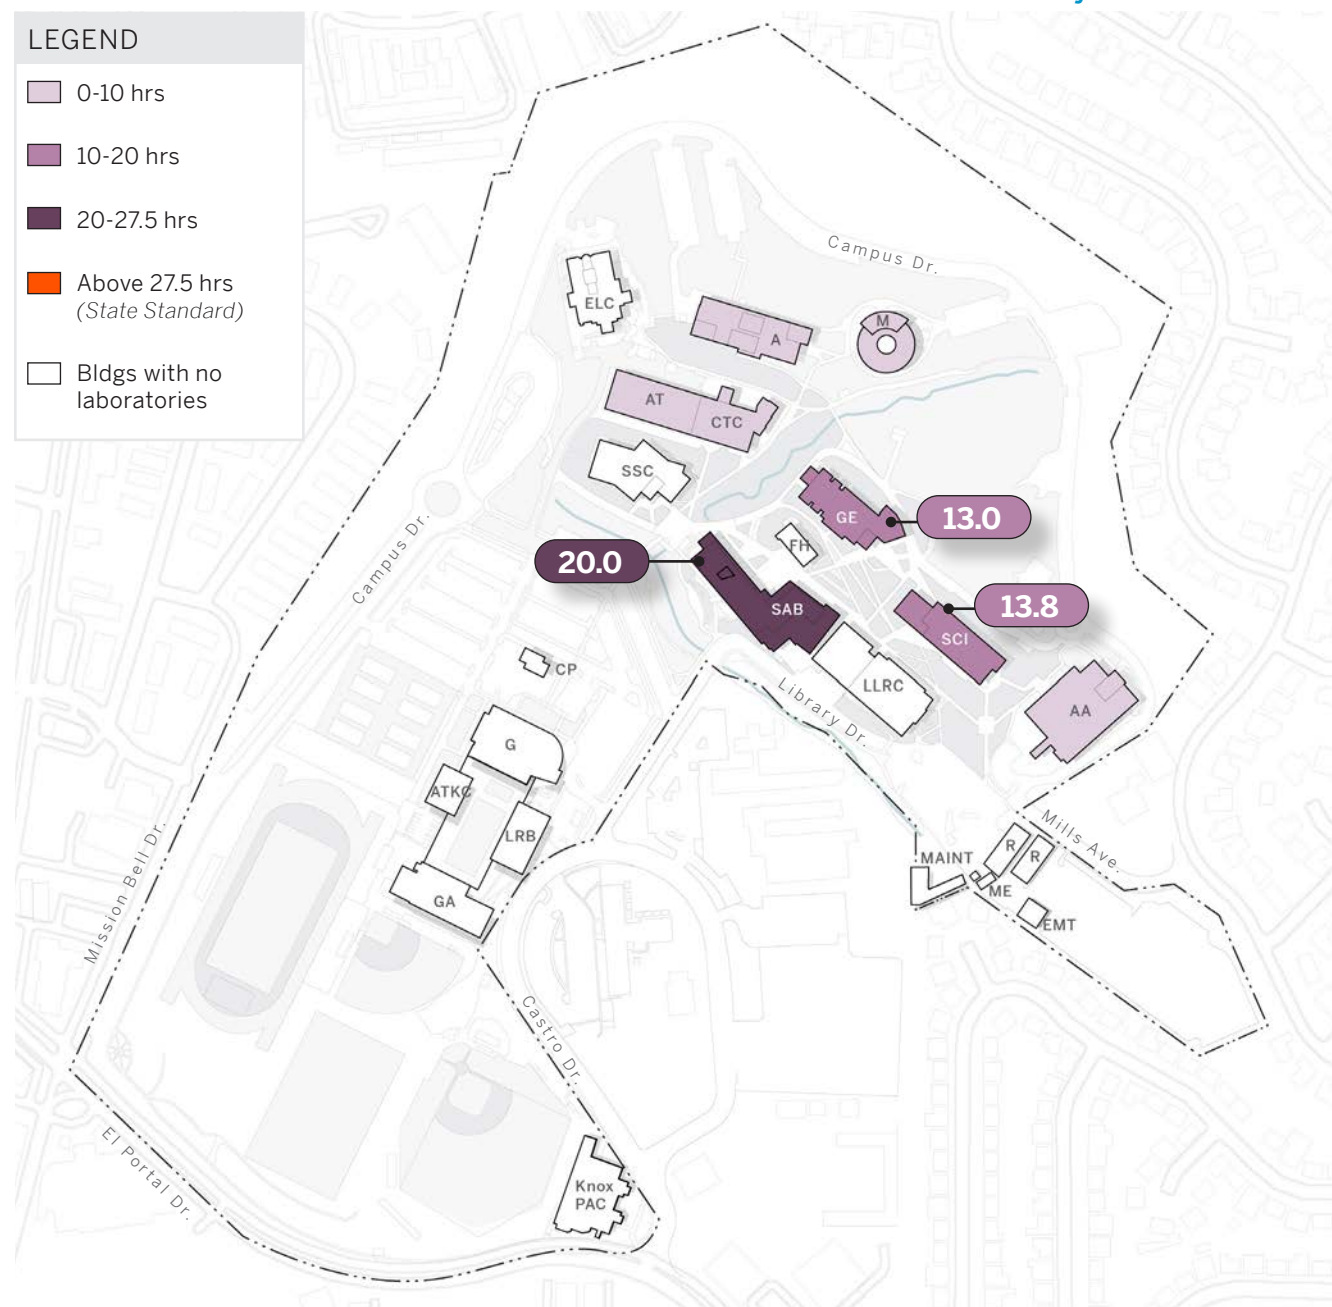 LEGEND
0-10 hrs
10-20 hrs
20-27.5 hrs
Above 27.5 hrs
(State Standard)
Bldgs with no
laboratories
Campus Dr.
ELC
A
M
AT
CTC
SSC
GE
13.0
FH
Campus Dr.
20.0
SAB
13.8
SCI
CP
LLRC
Library Dr.
AA
G
ATKC
LRB
GA
Mission Bell Dr.
Mills Ave
MAINT
R
R
ME
EMT
Castro Dr.
El Portal Dr.
Knox
PAC